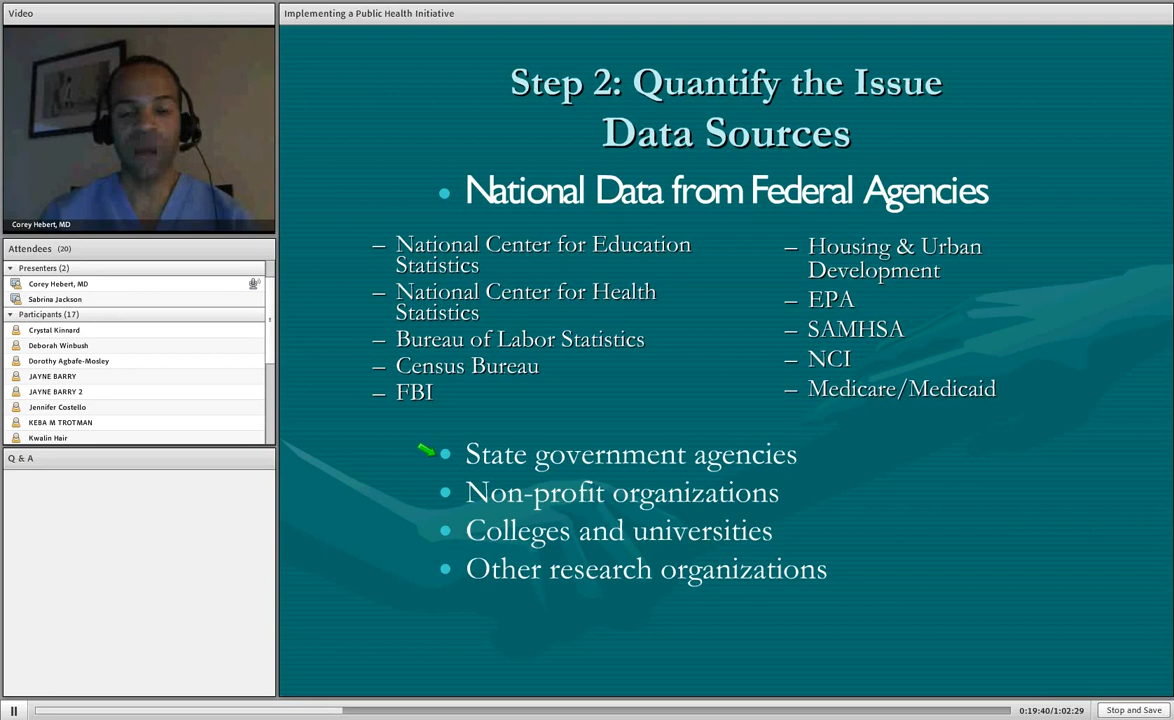 Video
Corey Hebert, MD
Attendees (20)
Presenters (2)
Corey Hebert, MD
Sabrina Jackson
Participants (17)
Crystal Kinnard
Deborah Winbush
Dorothy Agbafe-Mosley
JAYNE BARRY
JAYNE BARRY 2
Jennifer Costello
KEBA M TROTMAN
Kwalin Hair
Q & A
Implementing a Public Health Initiative
Step 2: Quantify the Issue
Data Sources
• National Data from Federal Agencies
– National Center for Education
Statistics
– National Center for Health
Statistics
– Bureau of Labor Statistics
– Census Bureau
– FBI
– Housing & Urban
Development
– EPA
– SAMHSA
– NCI
– Medicare/Medicaid
• State government agencies
• Non-profit organizations
• Colleges and universities
• Other research organizations
0:19:40/1:02:29
Stop and Save